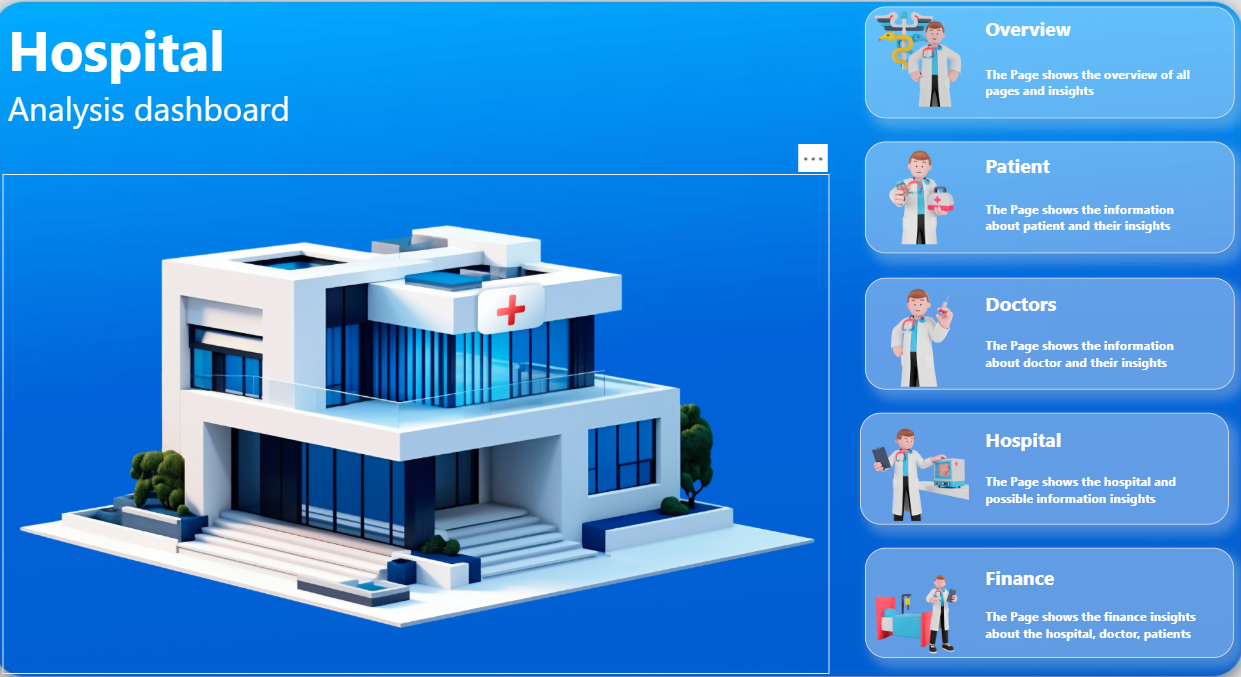 Hospital
Analysis dashboard
Overview
The Page shows the overview of all
pages and insights
Patient
The Page shows the information
about patient and their insights
Doctors
The Page shows the information
about doctor and their insights
Hospital
The Page shows the hospital and
possible information insights
Finance
The Page shows the finance insights
about the hospital, doctor, patients